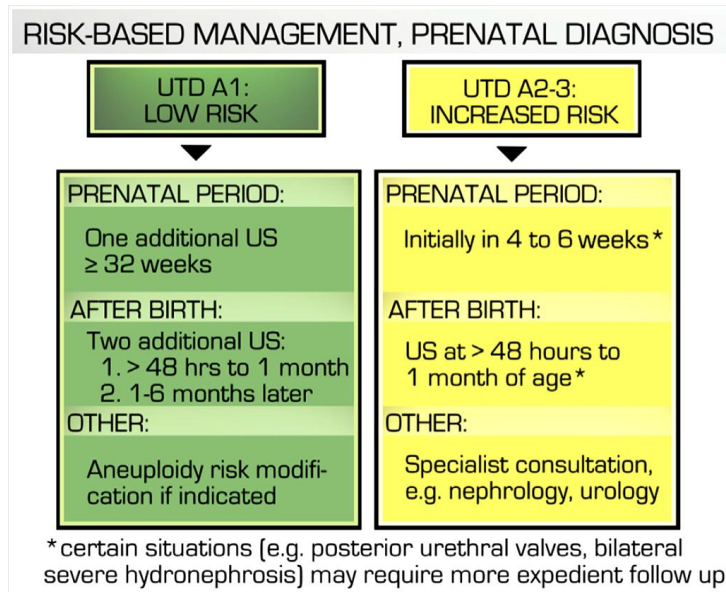 RISK-BASED MANAGEMENT, PRENATAL DIAGNOSIS
UTD A1:
LOW RISK
PRENATAL PERIOD:
One additional US
≥ 32 weeks
AFTER BIRTH:
Two additional US:
1. > 48 hrs to 1 month
2. 1-6 months later
OTHER:
Aneuploidy risk modifi-
cation if indicated
UTD A2-3:
INCREASED RISK
PRENATAL PERIOD:
Initially in 4 to 6 weeks*
AFTER BIRTH:
US at > 48 hours to
1 month of age*
OTHER:
Specialist consultation,
e.g. nephrology, urology
*certain situations (e.g. posterior urethral valves, bilateral
severe hydronephrosis) may require more expedient follow up